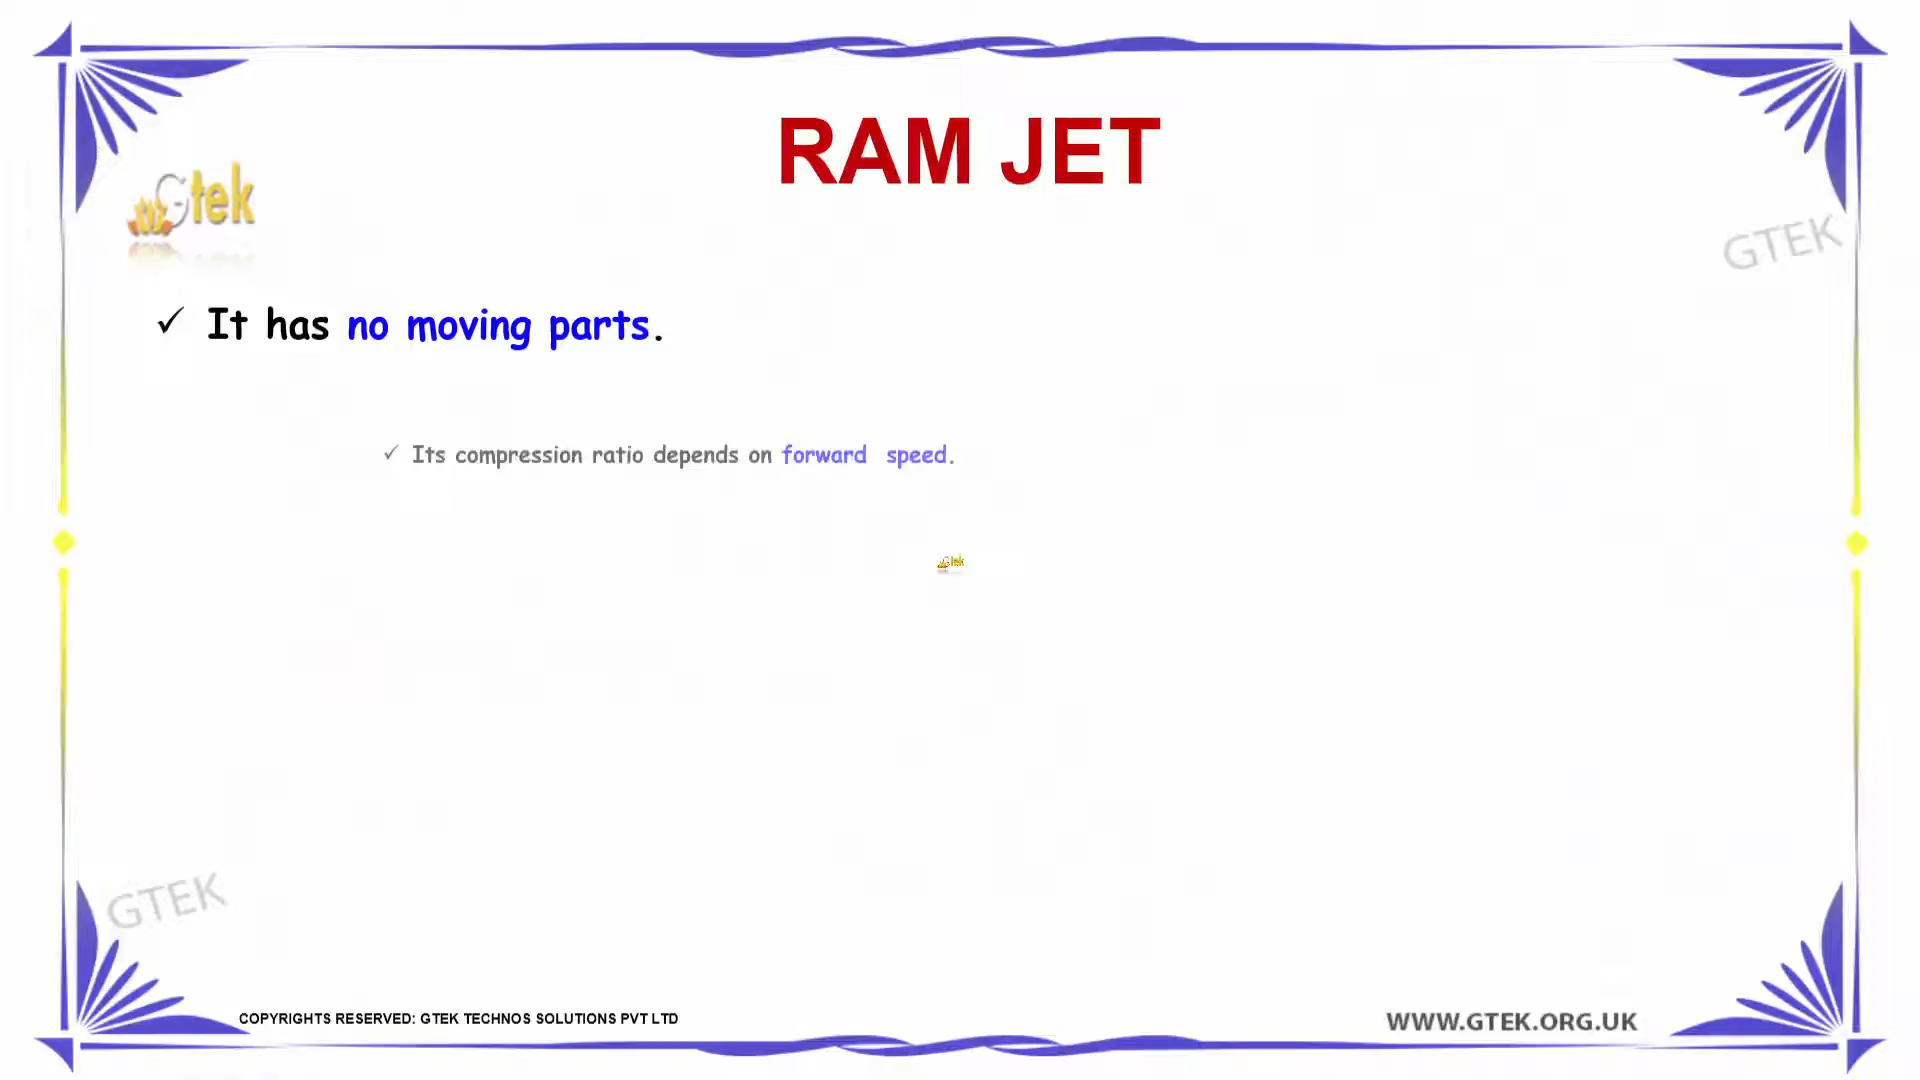 RAM JET
Gtek
GTEK
✓ It has no moving parts.
✓ Its compression ratio depends on forward speed.
Gtek
GTEK
COPYRIGHTS RESERVED: GTEK TECHNOS SOLUTIONS PVT LTD
WWW.GTEK.ORG.UK